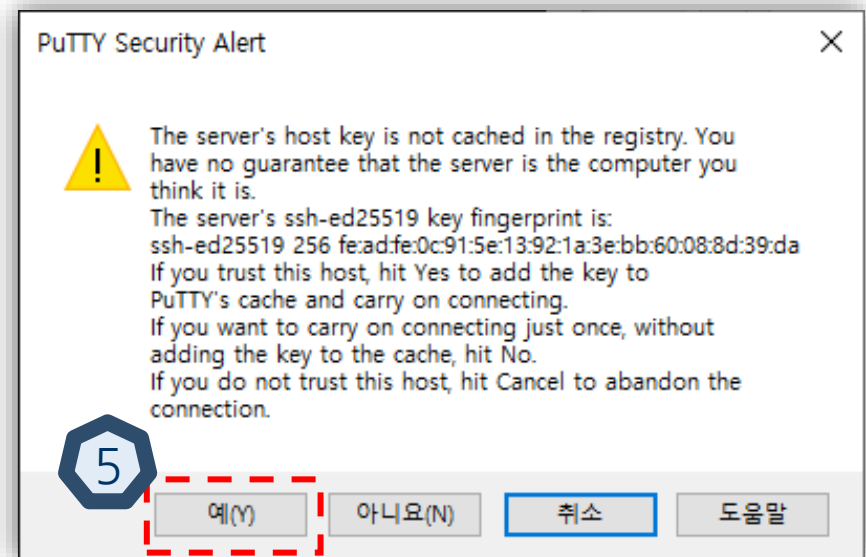 PuTTY Security Alert
The server's host key is not cached in the registry. You
have no guarantee that the server is the computer you
think it is.
The server's ssh-ed25519 key fingerprint is:
ssh-ed25519 256 fe:ad:fe:0c:91:5e:13:92:1a:3e:bb:60:08:8d:39:da
If you trust this host, hit Yes to add the key to
PuTTY's cache and carry on connecting.
If you want to carry on connecting just once, without
adding the key to the cache, hit No.
If you do not trust this host, hit Cancel to abandon the
connection.
5
예(Y) 아니요(N) 취소 도움말